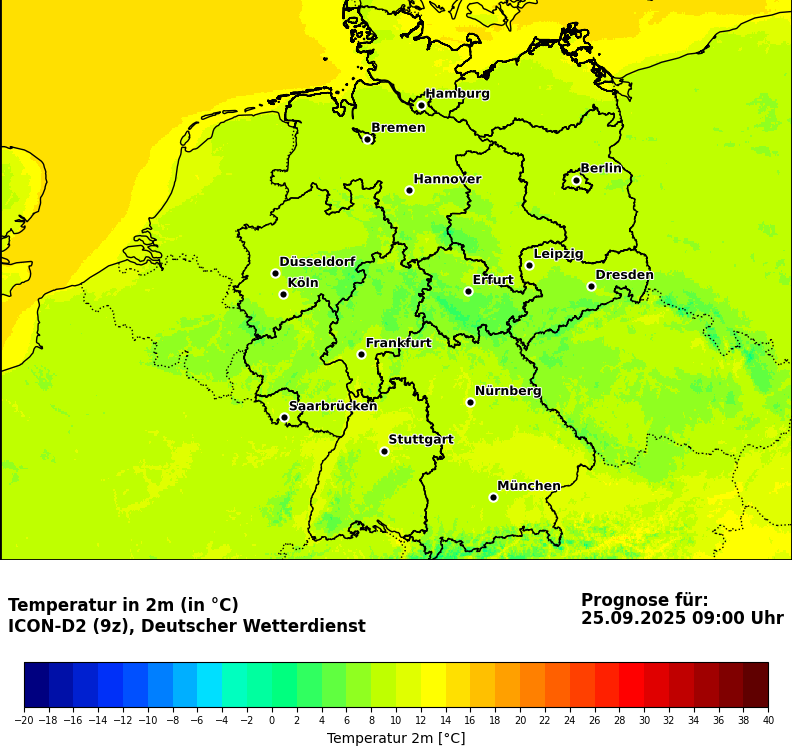 Hamburg
Bremen
Berlin
Hannover
Leipzig
Düsseldorf
Dresden
Köln
Erfurt
Frankfurt
Nürnberg
Saarbrücken
Stuttgart
München
Temperatur in 2m (in °C)
ICON-D2 (9z), Deutscher Wetterdienst
Prognose für:
25.09.2025 09:00 Uhr
−20 −18 −16 −14 −12 −10 −8 −6 −4 −2 0 2 4 6 8 10 12 14 16 18 20 22 24 26 28 30 32 34 36 38 40
Temperatur 2m [°C]